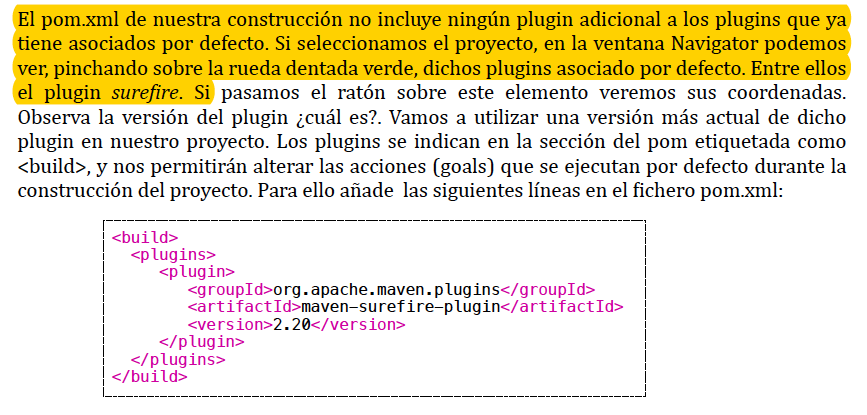 El pom.xml de nuestra construcción no incluye ningún plugin adicional a los plugins que ya
tiene asociados por defecto. Si seleccionamos el proyecto, en la ventana Navigator podemos
ver, pinchando sobre la rueda dentada verde, dichos plugins asociado por defecto. Entre ellos
el plugin surefire. Si pasamos el ratón sobre este elemento veremos sus coordenadas.
Observa la versión del plugin ¿cuál es?. Vamos a utilizar una versión más actual de dicho
plugin en nuestro proyecto. Los plugins se indican en la sección del pom etiquetada como
<build>, y nos permitirán alterar las acciones (goals) que se ejecutan por defecto durante la
construcción del proyecto. Para ello añade las siguientes líneas en el fichero pom.xml:
<build>
<plugins>
<plugin>
<groupId>org.apache.maven.plugins</groupId>
<artifactId>maven-surefire-plugin</artifactId>
<version>2.20</version>
</plugin>
</plugins>
</build>